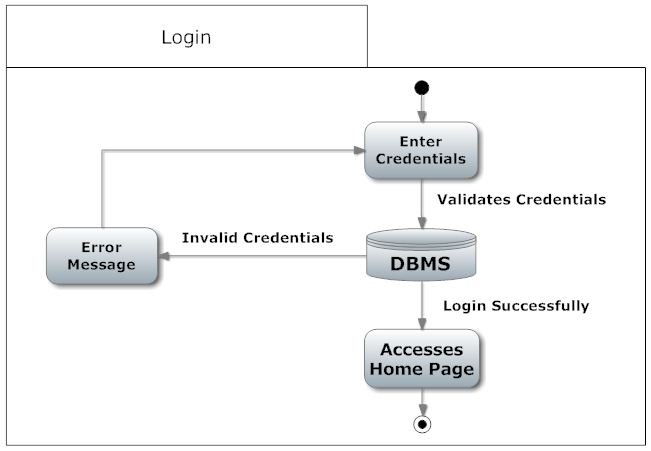 Login
Enter
Credentials
Validates Credentials
Invalid Credentials
Error
Message
DBMS
Login Successfully
Accesses
Home Page